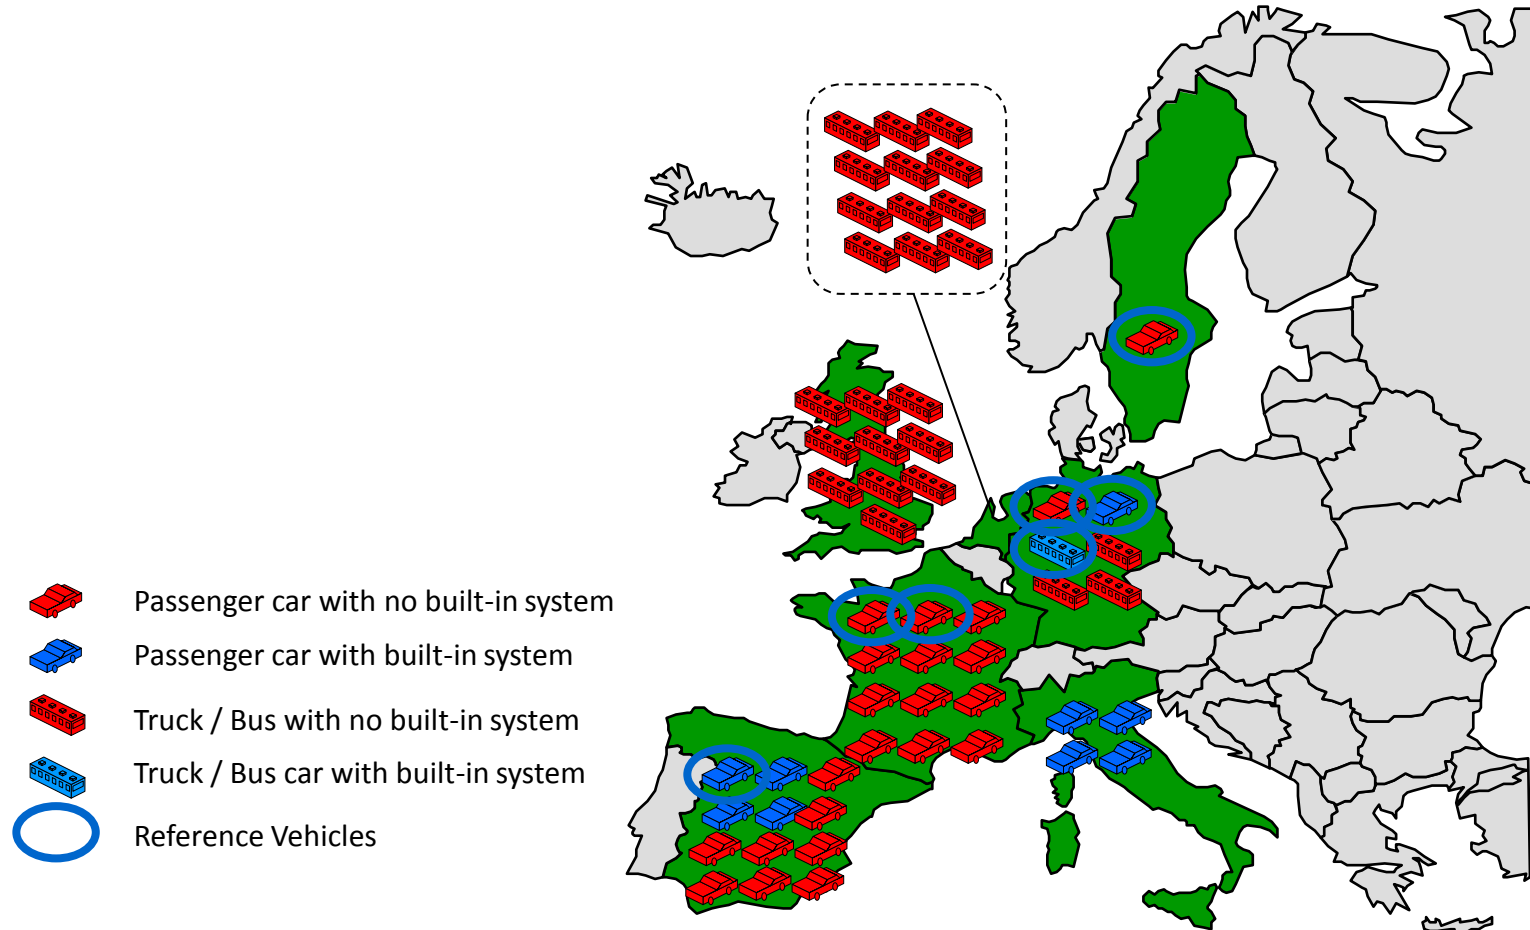 Passenger car with no built-in system
Passenger car with built-in system
Truck / Bus with no built-in system
Truck / Bus car with built-in system
Reference Vehicles